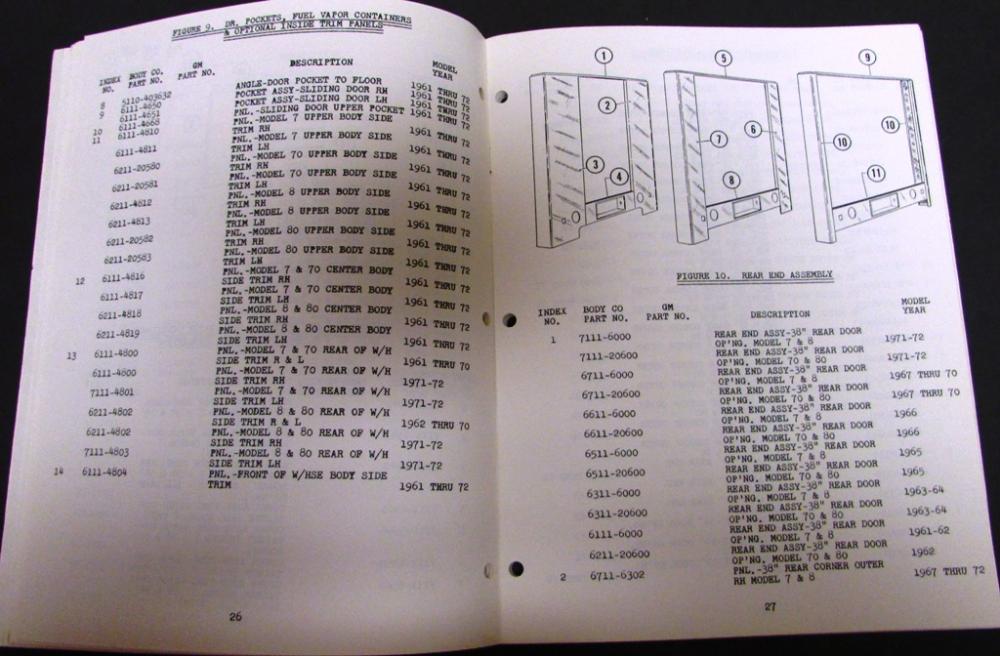 FIGURE 9. DR. POCKETS, FUEL VAPOR CONTAINERS
& OPTIONAL INSIDE TRIM PANELS
INDEX NO. BODY CO. PART NO. GM PART NO. DESCRIPTION MODEL YEAR
8 5110-403632 ANGLE-DOOR POCKET TO FLOOR 1961 THRU 72
6111-4650 POCKET ASSY-SLIDING DOOR RH 1961 THRU 72
9 6111-4651 POCKET ASSY-SLIDING DOOR LH 1961 THRU 72
6111-4668 PNL.-SLIDING DOOR UPPER POCKET 1961 THRU 72
10
11 6111-4810 PNL.-MODEL 7 UPPER BODY SIDE
TRIM RH 1961 THRU 72
6111-4811 PNL.-MODEL 7 UPPER BODY SIDE
TRIM LH 1961 THRU 72
6211-20580 PNL.-MODEL 70 UPPER BODY SIDE
TRIM RH 1961 THRU 72
6211-20581 PNL.-MODEL 70 UPPER BODY SIDE
TRIM LH 1961 THRU 72
6211-4812 PNL.-MODEL 8 UPPER BODY SIDE
TRIM RH 1961 THRU 72
6211-4813 PNL.-MODEL 8 UPPER BODY SIDE
TRIM LH 1961 THRU 72
6211-20582 PNL.-MODEL 80 UPPER BODY SIDE
TRIM RH 1961 THRU 72
6211-20583 PNL.-MODEL 80 UPPER BODY SIDE
TRIM LH 1961 THRU 72
12 6111-4816 PNL.-MODEL 7 & 70 CENTER BODY
SIDE TRIM RH 1961 THRU 72
6111-4817 PNL.-MODEL 7 & 70 CENTER BODY
SIDE TRIM LH 1961 THRU 72
6211-4818 PNL.-MODEL 8 & 80 CENTER BODY
SIDE TRIM RH 1961 THRU 72
6211-4819 PNL.-MODEL 8 & 80 CENTER BODY
SIDE TRIM LH 1961 THRU 72
13 6111-4800 PNL.-MODEL 7 & 70 REAR OF W/H
SIDE TRIM R & L 1961 THRU 70
6111-4800 PNL.-MODEL 7 & 70 REAR OF W/H
SIDE TRIM RH 1971-72
7111-4801 PNL.-MODEL 7 & 70 REAR OF W/H
SIDE TRIM LH 1971-72
6211-4802 PNL.-MODEL 8 & 80 REAR OF W/H
SIDE TRIM R & L 1962 THRU 70
6211-4802 PNL.-MODEL 8 & 80 REAR OF W/H
SIDE TRIM RH 1971-72
7111-4803 PNL.-MODEL 8 & 80 REAR OF W/H
SIDE TRIM LH 1971-72
14 6111-4804 PNL.-FRONT OF W/HSE BODY SIDE
TRIM 1961 THRU 72
26
1 5 9
2 6 10
3 4 7 8 10 11
FIGURE 10. REAR END ASSEMBLY
INDEX NO. BODY CO PART NO. GM PART NO. DESCRIPTION MODEL YEAR
1 7111-6000 REAR END ASSY-38" REAR DOOR
OP'NG. MODEL 7 & 8 1971-72
7111-20600 REAR END ASSY-38" REAR DOOR
OP'NG. MODEL 70 & 80 1971-72
6711-6000 REAR END ASSY-38" REAR DOOR
OP'NG. MODEL 7 & 8 1967 THRU 70
6711-20600 REAR END ASSY-38" REAR DOOR
OP'NG. MODEL 70 & 80 1967 THRU 70
6611-6000 REAR END ASSY-38" REAR DOOR
OP'NG. MODEL 7 & 8 1966
6611-20600 REAR END ASSY-38" REAR DOOR
OP'NG. MODEL 70 & 80 1966
6511-6000 REAR END ASSY-38" REAR DOOR
OP'NG. MODEL 7 & 8 1965
6511-20600 REAR END ASSY-38" REAR DOOR
OP'NG. MODEL 70 & 80 1965
6311-6000 REAR END ASSY-38" REAR DOOR
OP'NG. MODEL 7 & 8 1963-64
6311-20600 REAR END ASSY-38" REAR DOOR
OP'NG. MODEL 70 & 80 1963-64
6111-6000 REAR END ASSY-38" REAR DOOR
OP'NG. MODEL 7 & 8 1961-62
6211-20600 REAR END ASSY-38" REAR DOOR
OP'NG. MODEL 70 & 80 1962
2 6711-6302 PNL.-38" REAR CORNER OUTER
RH MODEL 7 & 8 1967 THRU 72
27